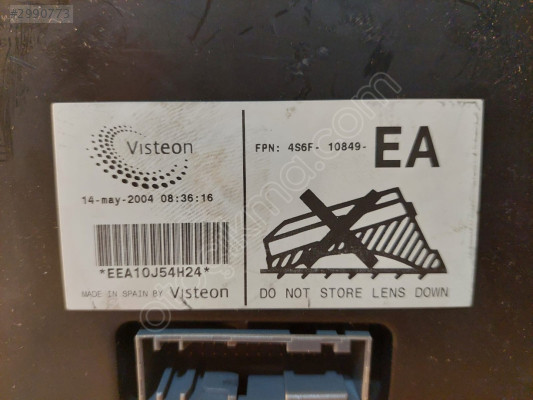 #2990773
Visteon
14-may-2004 08:36:16
*EEA10J54H24*
MADE IN SPAIN BY Visteon
FPN: 4S6F- 10849- EA
DO NOT STORE LENS DOWN